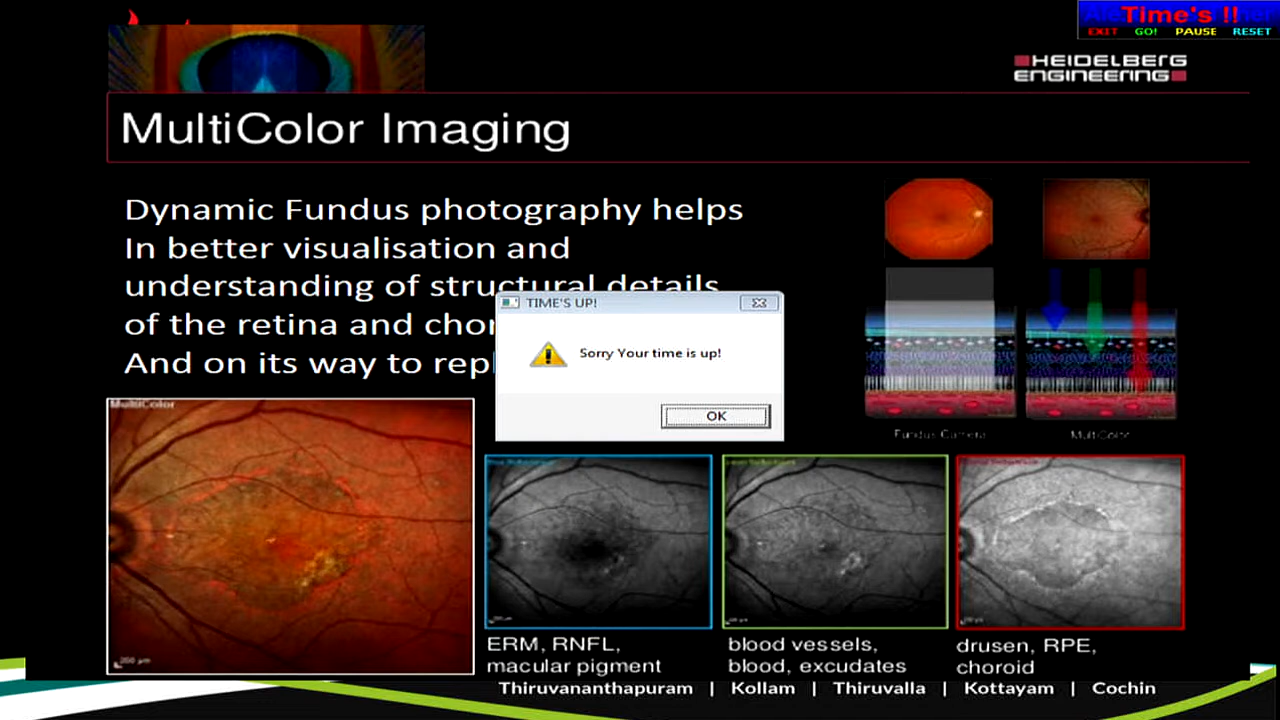 Time's !!
EXIT GO! PAUSE RESET
HEIDELBERG
ENGINEERING
MultiColor Imaging
Dynamic Fundus photography helps
In better visualisation and
understanding of structural details
of the retina and chor
And on its way to repl
TIME'S UP!
Sorry Your time is up!
OK
Fundus Camera
MultiColor
MultiColor
200 µm
ERM, RNFL,
macular pigment
blood vessels,
blood, excudates
drusen, RPE,
choroid
Thiruvananthapuram | Kollam | Thiruvalla | Kottayam | Cochin